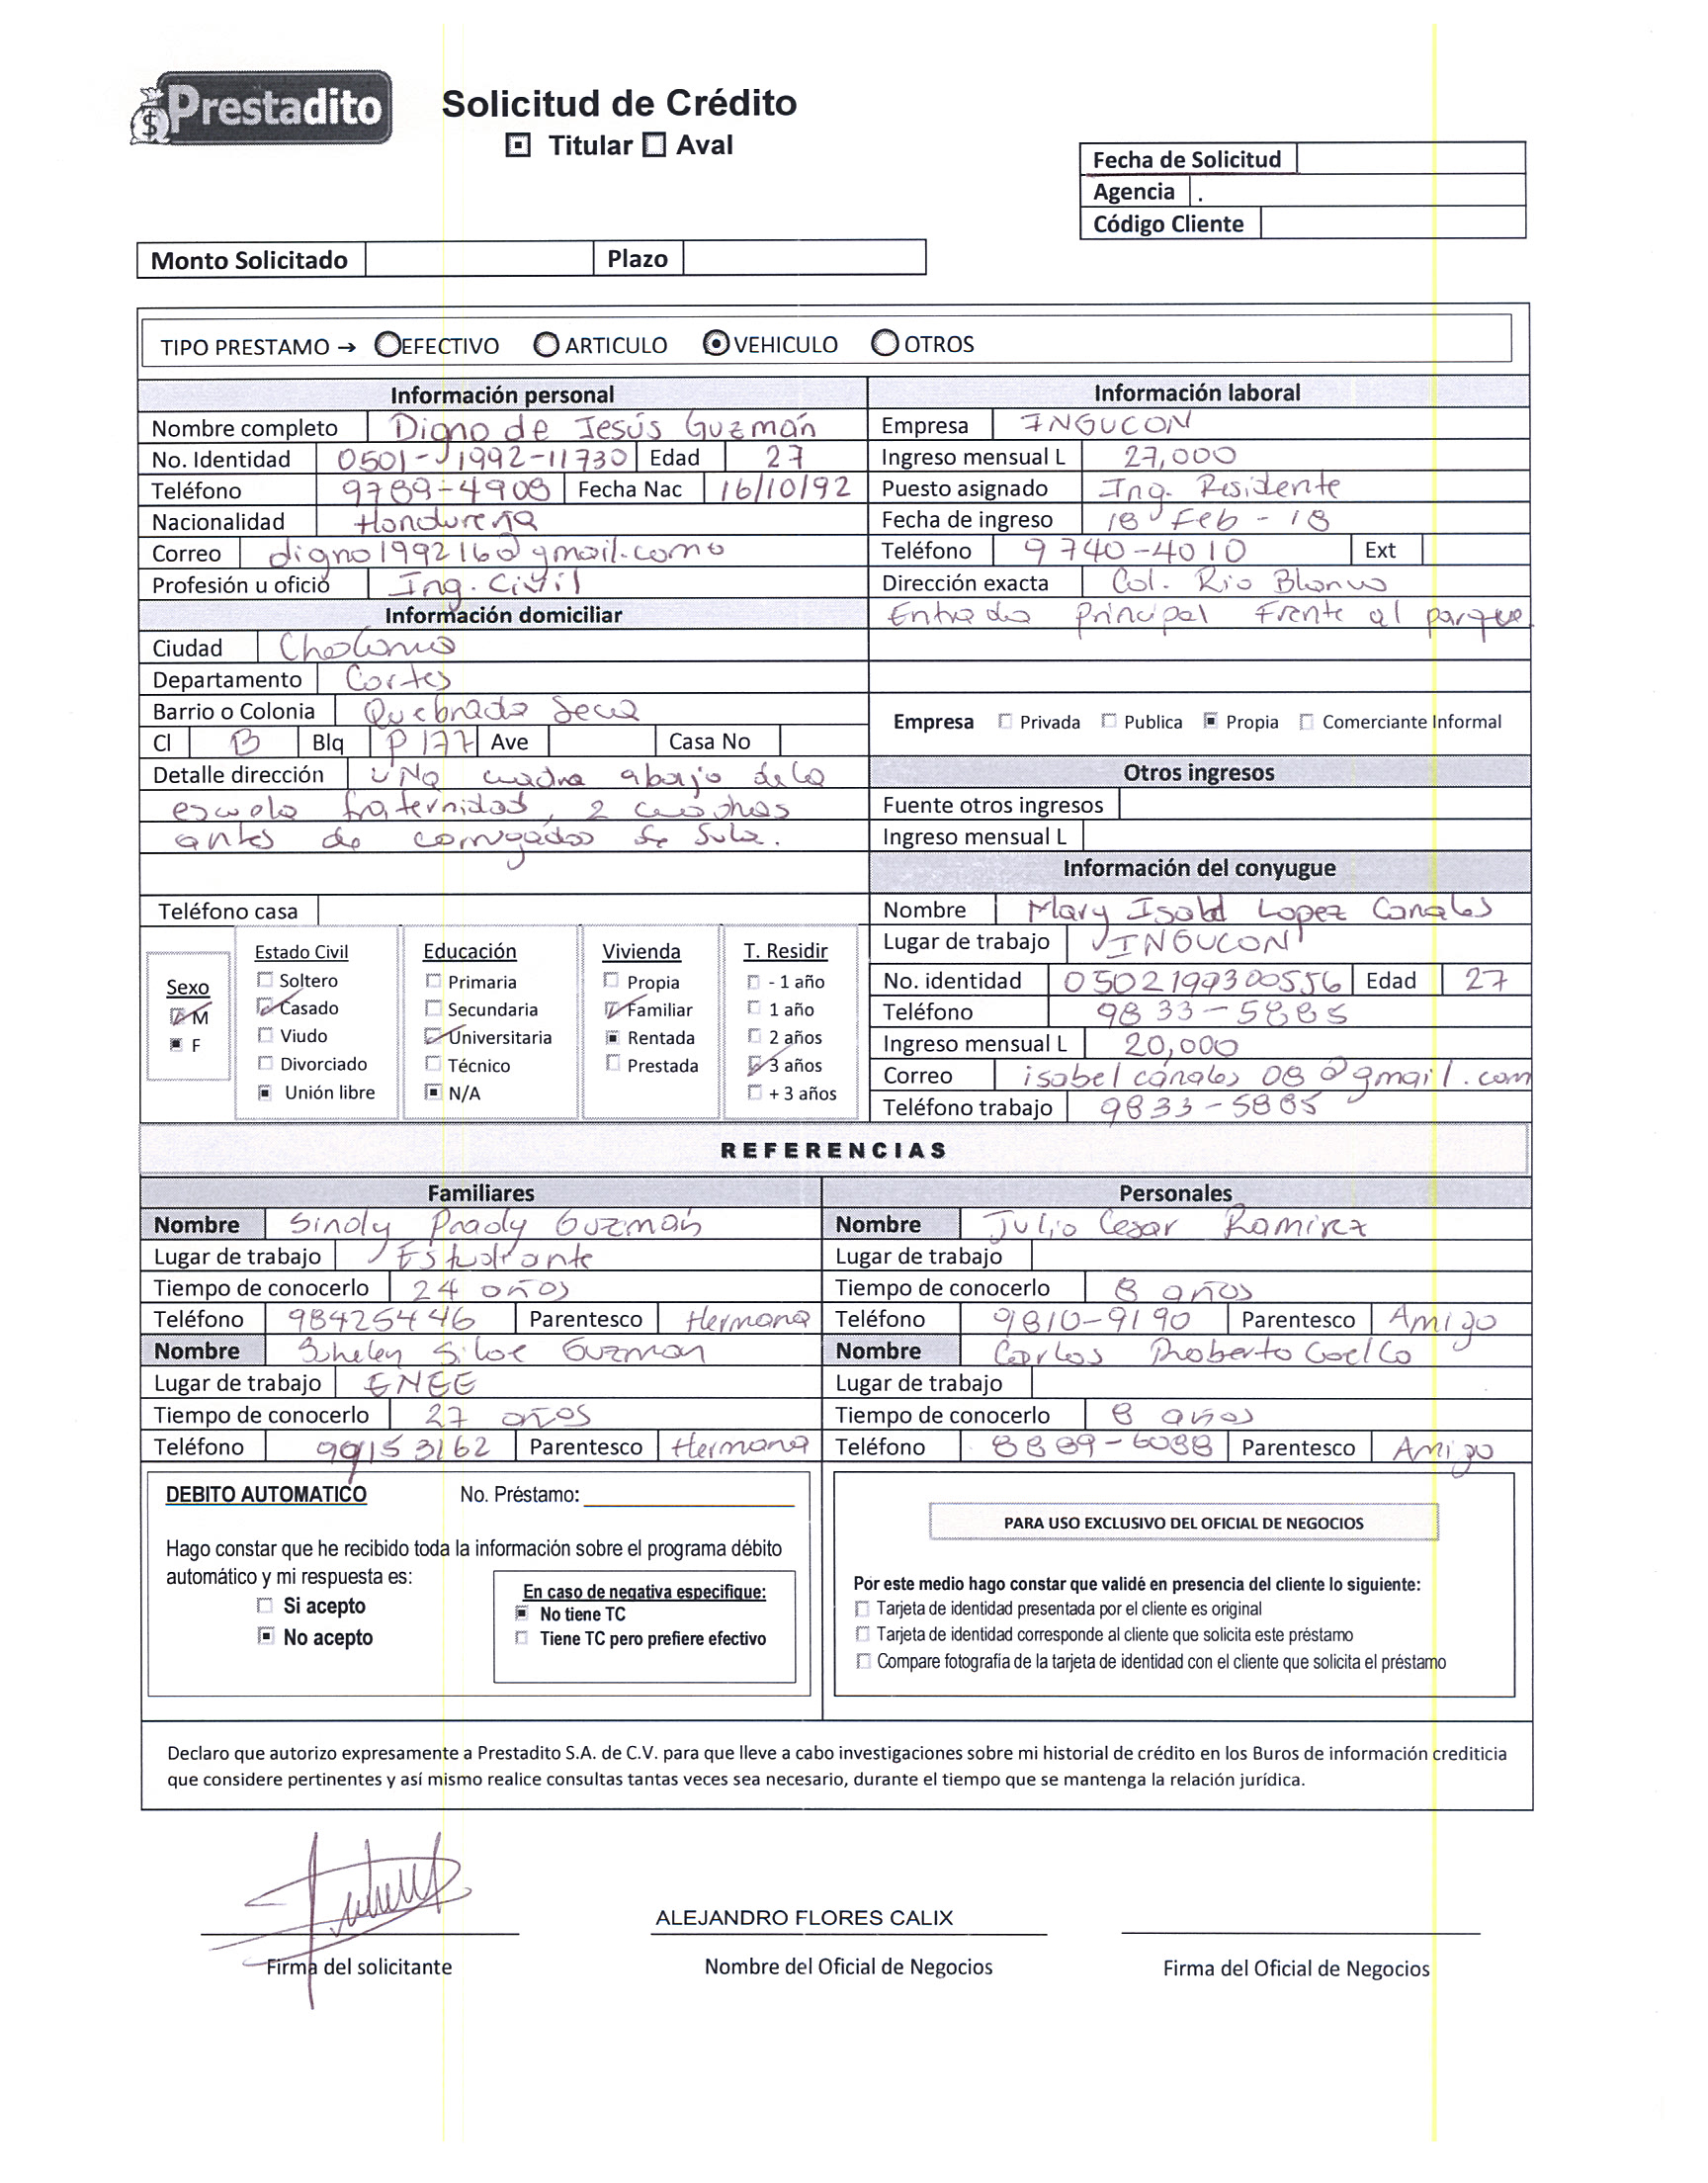 Prestadito
Solicitud de Crédito
Titular Aval
Fecha de Solicitud
Agencia .
Código Cliente
Monto Solicitado Plazo
TIPO PRESTAMO → EFECTIVO ARTICULO VEHICULO OTROS
Información personal
Nombre completo Digno de Jesús Guzmán
No. Identidad 0501-1992-11730 Edad 27
Teléfono 9789-4908 Fecha Nac 16/10/92
Nacionalidad Hondureña
Correo digno199216@gmail.com
Profesión u oficio Ing. Civil
Información domiciliar
Ciudad Choloma
Departamento Cortes
Barrio o Colonia Quebrada Seca
Cl B Blq P177 Ave Casa No
Detalle dirección una cuadra abajo de la
escuela fraternidad, 2 cuadras
antes de corrugados de Sula.
Teléfono casa
Sexo
M
F
Estado Civil
Soltero
Casado
Viudo
Divorciado
Unión libre
Educación
Primaria
Secundaria
Universitaria
Técnico
N/A
Vivienda
Propia
Familiar
Rentada
Prestada
T. Residir
- 1 año
1 año
2 años
3 años
+ 3 años
Información laboral
Empresa INGUCON
Ingreso mensual L 27,000
Puesto asignado Ing. Residente
Fecha de ingreso 18 Feb - 18
Teléfono 9740-4010 Ext
Dirección exacta Col. Rio Blanco
Entrada Principal Frente al parque
Empresa Privada Publica Propia Comerciante Informal
Otros ingresos
Fuente otros ingresos
Ingreso mensual L
Información del conyugue
Nombre Mary Isabel Lopez Canales
Lugar de trabajo INGUCON
No. identidad 0502199300556 Edad 27
Teléfono 9833-5885
Ingreso mensual L 20,000
Correo isabelcanales08@gmail.com
Teléfono trabajo 9833-5885
REFERENCIAS
Familiares
Nombre Sindy Guzmán
Lugar de trabajo Estudiante
Tiempo de conocerlo 24 años
Teléfono 98425446 Parentesco Hermana
Nombre Siloe Guzman
Lugar de trabajo ENEE
Tiempo de conocerlo 27 años
Teléfono 99153162 Parentesco Hermana
Personales
Nombre Julio Cesar Ramirez
Lugar de trabajo
Tiempo de conocerlo 8 años
Teléfono 9810-9190 Parentesco Amigo
Nombre Carlos Roberto
Lugar de trabajo
Tiempo de conocerlo 8 años
Teléfono 8889-6088 Parentesco Amigo
DEBITO AUTOMATICO No. Préstamo:
Hago constar que he recibido toda la información sobre el programa débito
automático y mi respuesta es:
Si acepto
No acepto
En caso de negativa especifique:
No tiene TC
Tiene TC pero prefiere efectivo
PARA USO EXCLUSIVO DEL OFICIAL DE NEGOCIOS
Por este medio hago constar que validé en presencia del cliente lo siguiente:
Tarjeta de identidad presentada por el cliente es original
Tarjeta de identidad corresponde al cliente que solicita este préstamo
Compare fotografía de la tarjeta de identidad con el cliente que solicita el préstamo
Declaro que autorizo expresamente a Prestadito S.A. de C.V. para que lleve a cabo investigaciones sobre mi historial de crédito en los Buros de información crediticia
que considere pertinentes y así mismo realice consultas tantas veces sea necesario, durante el tiempo que se mantenga la relación jurídica.
ALEJANDRO FLORES CALIX
Firma del solicitante Nombre del Oficial de Negocios Firma del Oficial de Negocios